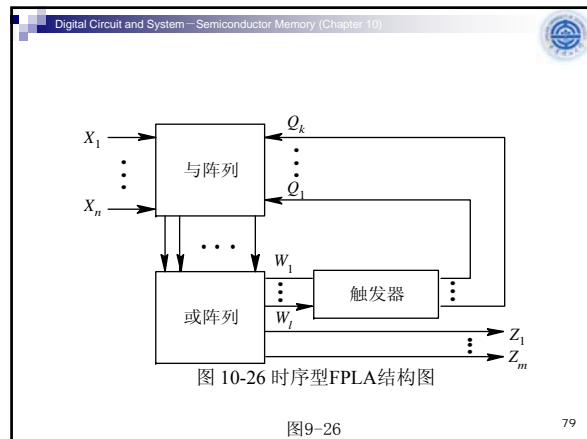 Digital Circuit and System－Semiconductor Memory (Chapter 10)
X1
Xn
与阵列
Qk
Q1
W1
Wl
或阵列
触发器
Z1
Zm
图 10-26 时序型FPLA结构图
图9-26
79